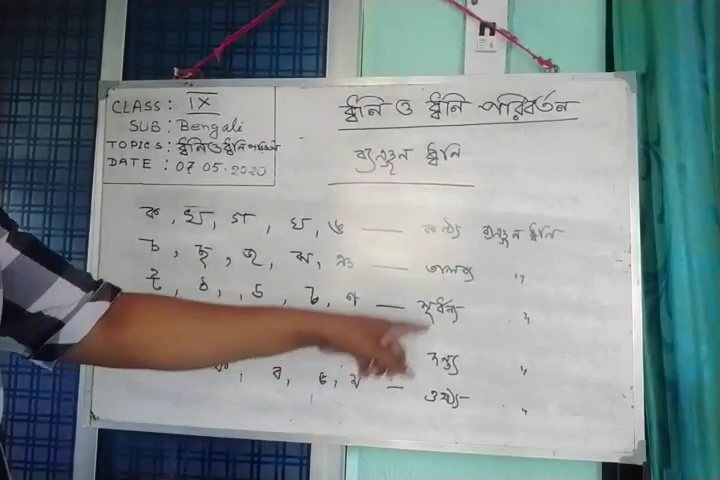 CLASS: IX
SUB: Bengali
TOPICS: ধ্বনি ও ধ্বনি পরিবর্তন
DATE: 07.05.2020
ধ্বনি ও ধ্বনি পরিবর্তন
ব্যঞ্জন ধ্বনি
ক, খ, গ, ঘ, ঙ — কণ্ঠ্য ব্যঞ্জন ধ্বনি
চ, ছ, জ, ঝ, ঞ — তালব্য "
ট, ঠ, ড, ঢ, ণ — মূর্ধন্য "
দন্ত্য "
ফ, ব, ভ, ম — ওষ্ঠ্য "